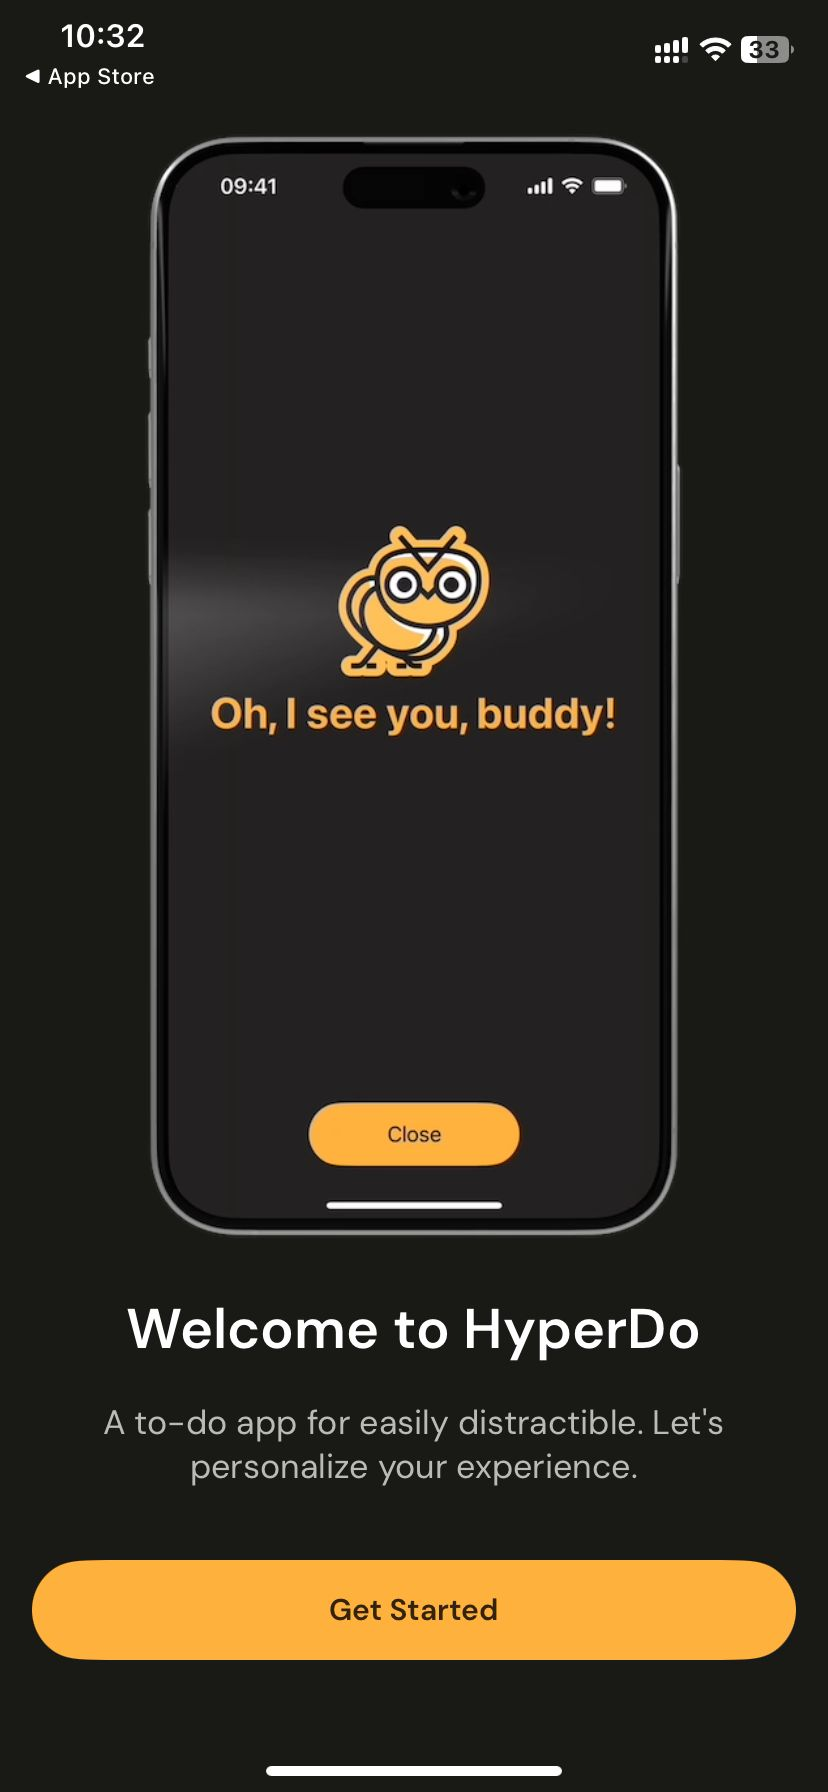 10:32
33
◀ App Store
09:41
Oh, I see you, buddy!
Close
Welcome to HyperDo
A to-do app for easily distractible. Let's
personalize your experience.
Get Started